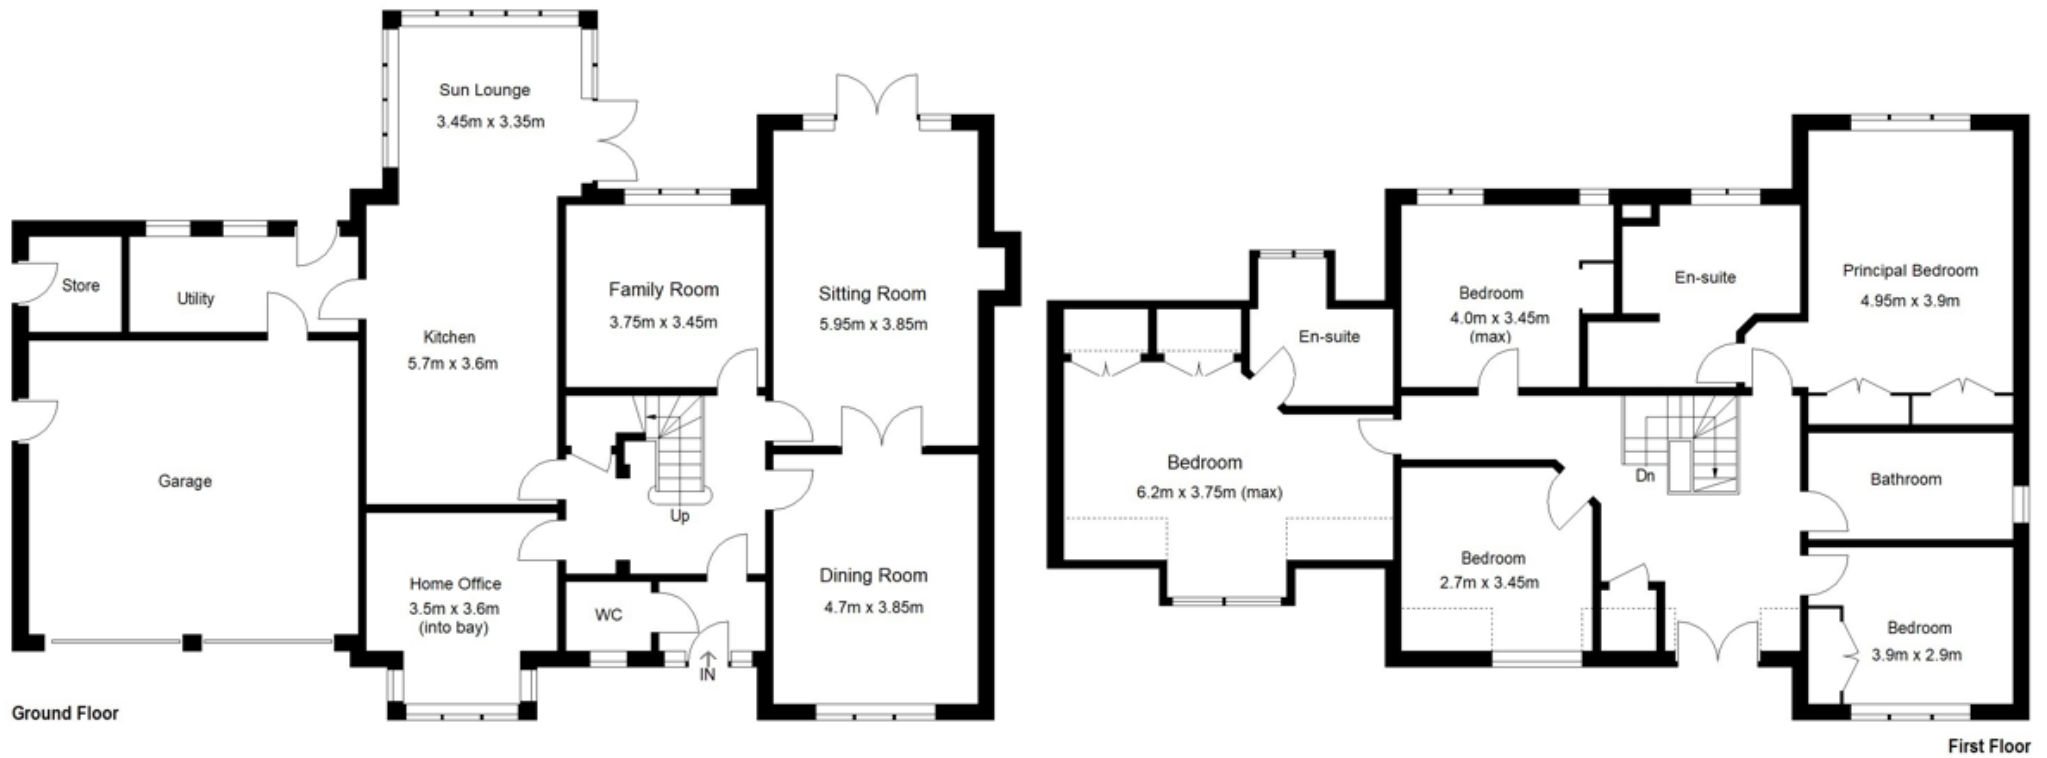 Sun Lounge
3.45m x 3.35m
Store
Utility
Kitchen
5.7m x 3.6m
Family Room
3.75m x 3.45m
Sitting Room
5.95m x 3.85m
Garage
Up
Home Office
3.5m x 3.6m
(into bay)
WC
IN
Dining Room
4.7m x 3.85m
Ground Floor
En-suite
Bedroom
6.2m x 3.75m (max)
Bedroom
4.0m x 3.45m
(max)
En-suite
Principal Bedroom
4.95m x 3.9m
Dn
Bathroom
Bedroom
2.7m x 3.45m
Bedroom
3.9m x 2.9m
First Floor